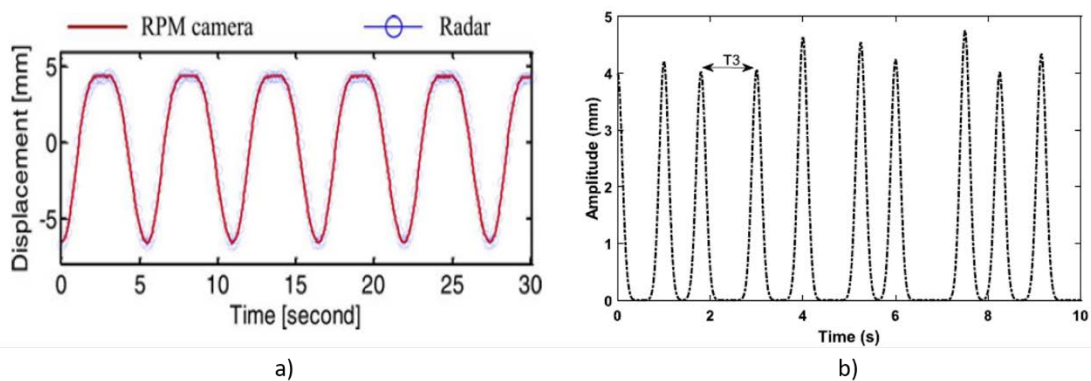 RPM camera
Radar
Displacement [mm]
5
0
-5
0 5 10 15 20 25 30
Time [second]
a)
Amplitude (mm)
5
4
3
2
1
0
T3
0 2 4 6 8 10
Time (s)
b)